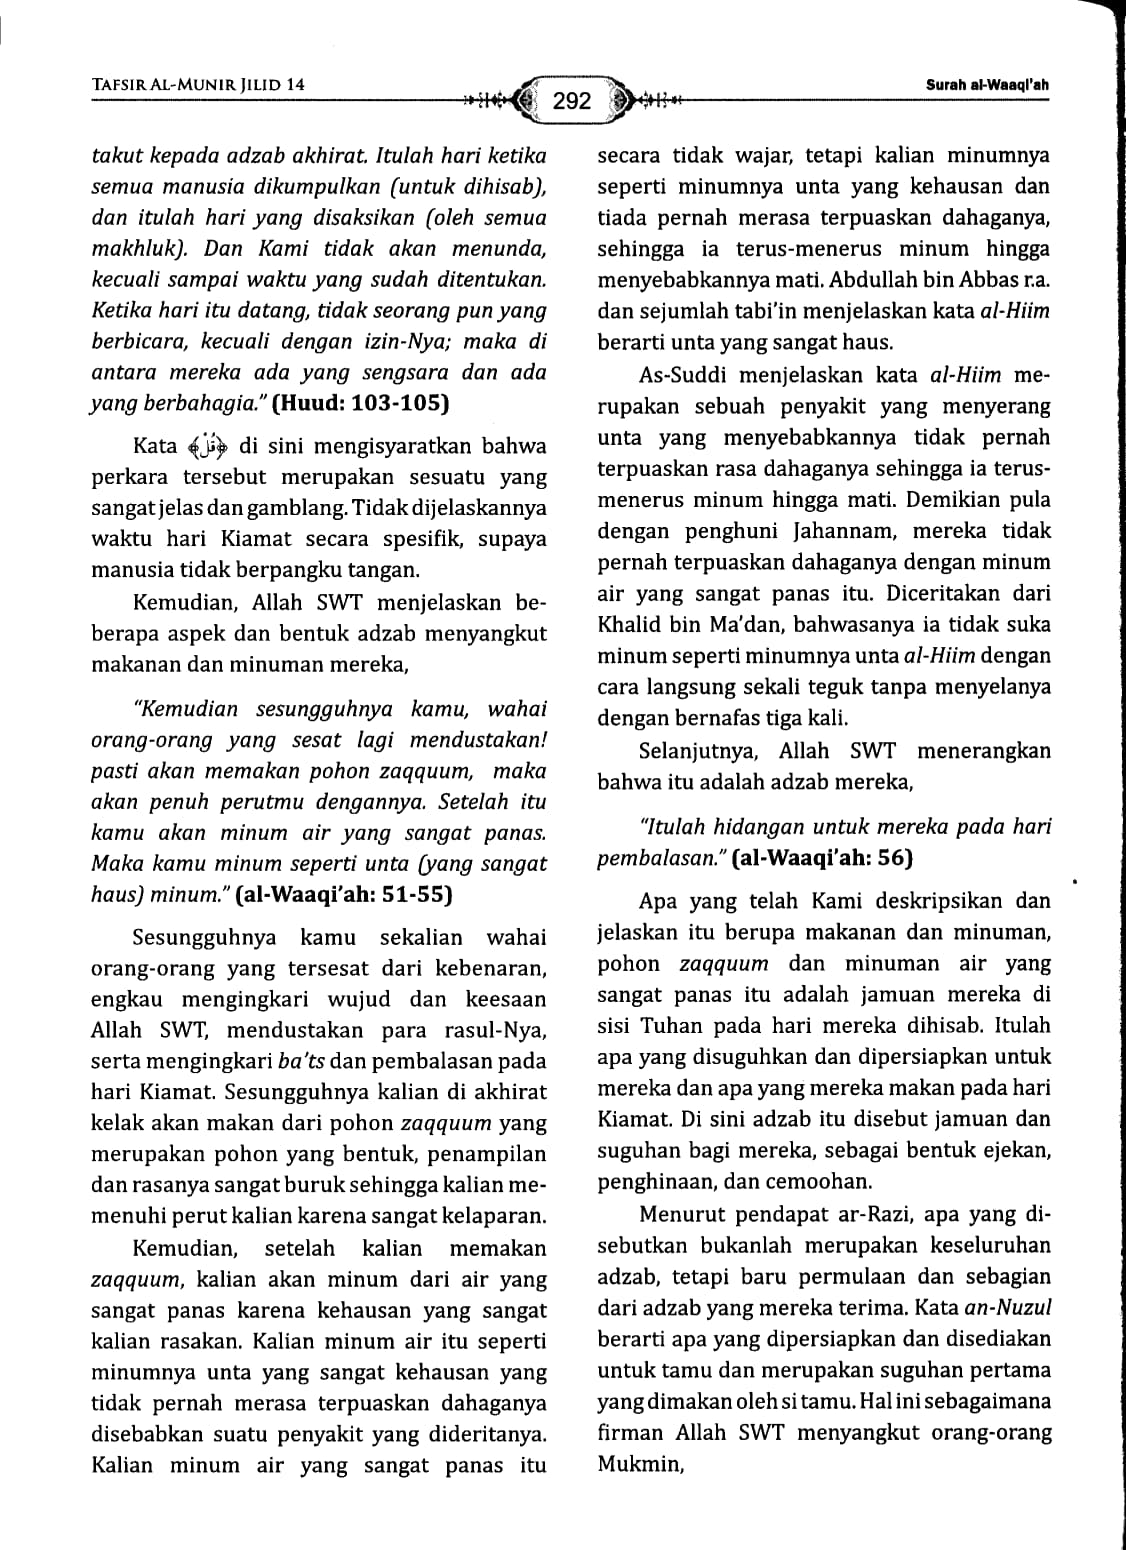 TAFSIR AL-MUNIR JILID 14
292
Surah al-Waaqi'ah
takut kepada adzab akhirat. Itulah hari ketika
semua manusia dikumpulkan (untuk dihisab),
dan itulah hari yang disaksikan (oleh semua
makhluk). Dan Kami tidak akan menunda,
kecuali sampai waktu yang sudah ditentukan.
Ketika hari itu datang, tidak seorang pun yang
berbicara, kecuali dengan izin-Nya; maka di
antara mereka ada yang sengsara dan ada
yang berbahagia.” (Huud: 103-105)
Kata ﴿قُلْ﴾ di sini mengisyaratkan bahwa
perkara tersebut merupakan sesuatu yang
sangat jelas dan gamblang. Tidak dijelaskannya
waktu hari Kiamat secara spesifik, supaya
manusia tidak berpangku tangan.
Kemudian, Allah SWT menjelaskan be-
berapa aspek dan bentuk adzab menyangkut
makanan dan minuman mereka,
“Kemudian sesungguhnya kamu, wahai
orang-orang yang sesat lagi mendustakan!
pasti akan memakan pohon zaqquum, maka
akan penuh perutmu dengannya. Setelah itu
kamu akan minum air yang sangat panas.
Maka kamu minum seperti unta (yang sangat
haus) minum.” (al-Waaqi’ah: 51-55)
Sesungguhnya kamu sekalian wahai
orang-orang yang tersesat dari kebenaran,
engkau mengingkari wujud dan keesaan
Allah SWT, mendustakan para rasul-Nya,
serta mengingkari ba’ts dan pembalasan pada
hari Kiamat. Sesungguhnya kalian di akhirat
kelak akan makan dari pohon zaqquum yang
merupakan pohon yang bentuk, penampilan
dan rasanya sangat buruk sehingga kalian me-
menuhi perut kalian karena sangat kelaparan.
Kemudian, setelah kalian memakan
zaqquum, kalian akan minum dari air yang
sangat panas karena kehausan yang sangat
kalian rasakan. Kalian minum air itu seperti
minumnya unta yang sangat kehausan yang
tidak pernah merasa terpuaskan dahaganya
disebabkan suatu penyakit yang dideritanya.
Kalian minum air yang sangat panas itu
secara tidak wajar, tetapi kalian minumnya
seperti minumnya unta yang kehausan dan
tiada pernah merasa terpuaskan dahaganya,
sehingga ia terus-menerus minum hingga
menyebabkannya mati. Abdullah bin Abbas r.a.
dan sejumlah tabi’in menjelaskan kata al-Hiim
berarti unta yang sangat haus.
As-Suddi menjelaskan kata al-Hiim me-
rupakan sebuah penyakit yang menyerang
unta yang menyebabkannya tidak pernah
terpuaskan rasa dahaganya sehingga ia terus-
menerus minum hingga mati. Demikian pula
dengan penghuni Jahannam, mereka tidak
pernah terpuaskan dahaganya dengan minum
air yang sangat panas itu. Diceritakan dari
Khalid bin Ma’dan, bahwasanya ia tidak suka
minum seperti minumnya unta al-Hiim dengan
cara langsung sekali teguk tanpa menyelanya
dengan bernafas tiga kali.
Selanjutnya, Allah SWT menerangkan
bahwa itu adalah adzab mereka,
“Itulah hidangan untuk mereka pada hari
pembalasan.” (al-Waaqi’ah: 56)
Apa yang telah Kami deskripsikan dan
jelaskan itu berupa makanan dan minuman,
pohon zaqquum dan minuman air yang
sangat panas itu adalah jamuan mereka di
sisi Tuhan pada hari mereka dihisab. Itulah
apa yang disuguhkan dan dipersiapkan untuk
mereka dan apa yang mereka makan pada hari
Kiamat. Di sini adzab itu disebut jamuan dan
suguhan bagi mereka, sebagai bentuk ejekan,
penghinaan, dan cemoohan.
Menurut pendapat ar-Razi, apa yang di-
sebutkan bukanlah merupakan keseluruhan
adzab, tetapi baru permulaan dan sebagian
dari adzab yang mereka terima. Kata an-Nuzul
berarti apa yang dipersiapkan dan disediakan
untuk tamu dan merupakan suguhan pertama
yang dimakan oleh si tamu. Hal ini sebagaimana
firman Allah SWT menyangkut orang-orang
Mukmin,